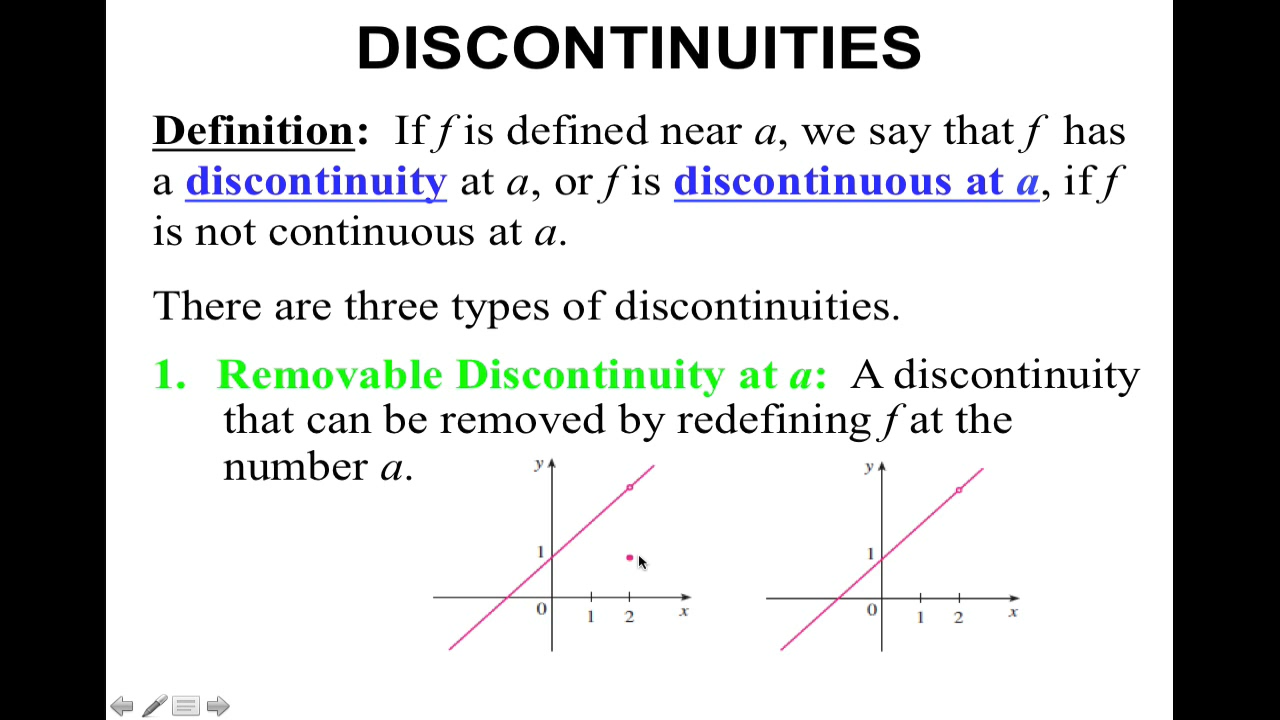 DISCONTINUITIES
Definition: If f is defined near a, we say that f has
a discontinuity at a, or f is discontinuous at a, if f
is not continuous at a.
There are three types of discontinuities.
1. Removable Discontinuity at a: A discontinuity
that can be removed by redefining f at the
number a.
y
1
0
1
2
x
y
1
0
1
2
x